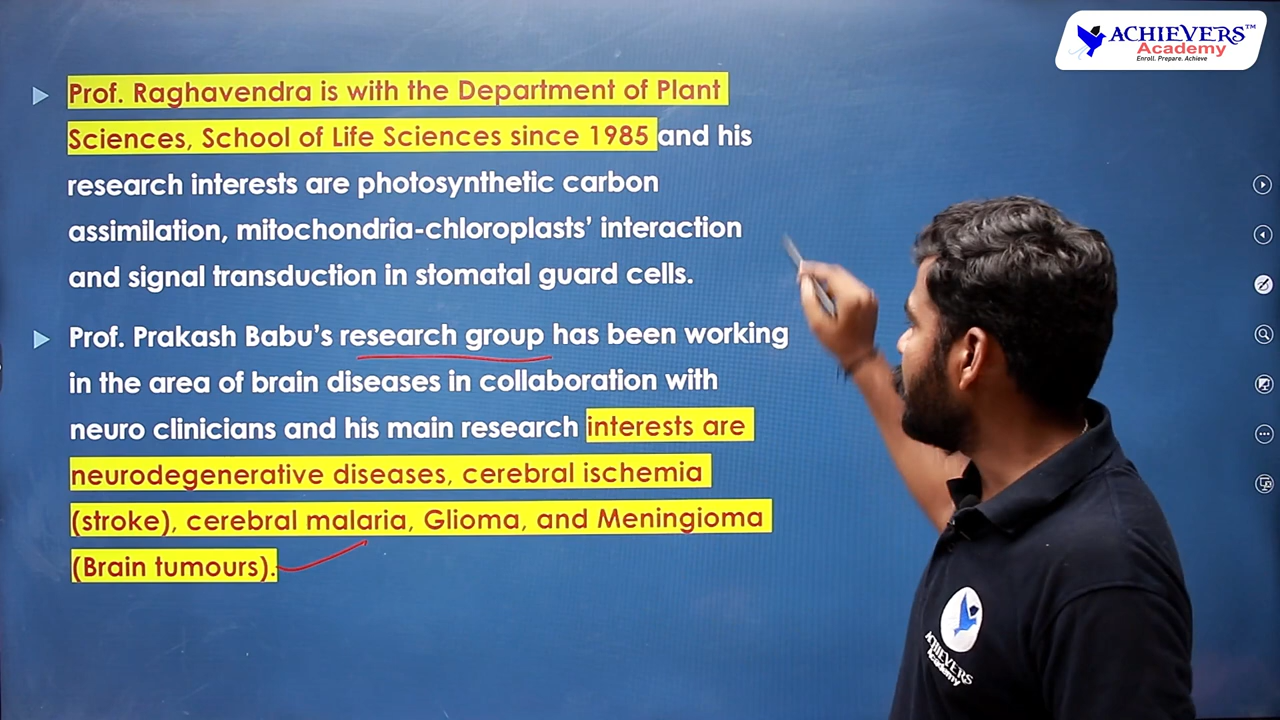 ACHIEVERS™
Academy
Enroll. Prepare. Achieve
Prof. Raghavendra is with the Department of Plant
Sciences, School of Life Sciences since 1985 and his
research interests are photosynthetic carbon
assimilation, mitochondria-chloroplasts’ interaction
and signal transduction in stomatal guard cells.
Prof. Prakash Babu’s research group has been working
in the area of brain diseases in collaboration with
neuro clinicians and his main research interests are
neurodegenerative diseases, cerebral ischemia
(stroke), cerebral malaria, Glioma, and Meningioma
(Brain tumours).
ACHIEVERS
Academy